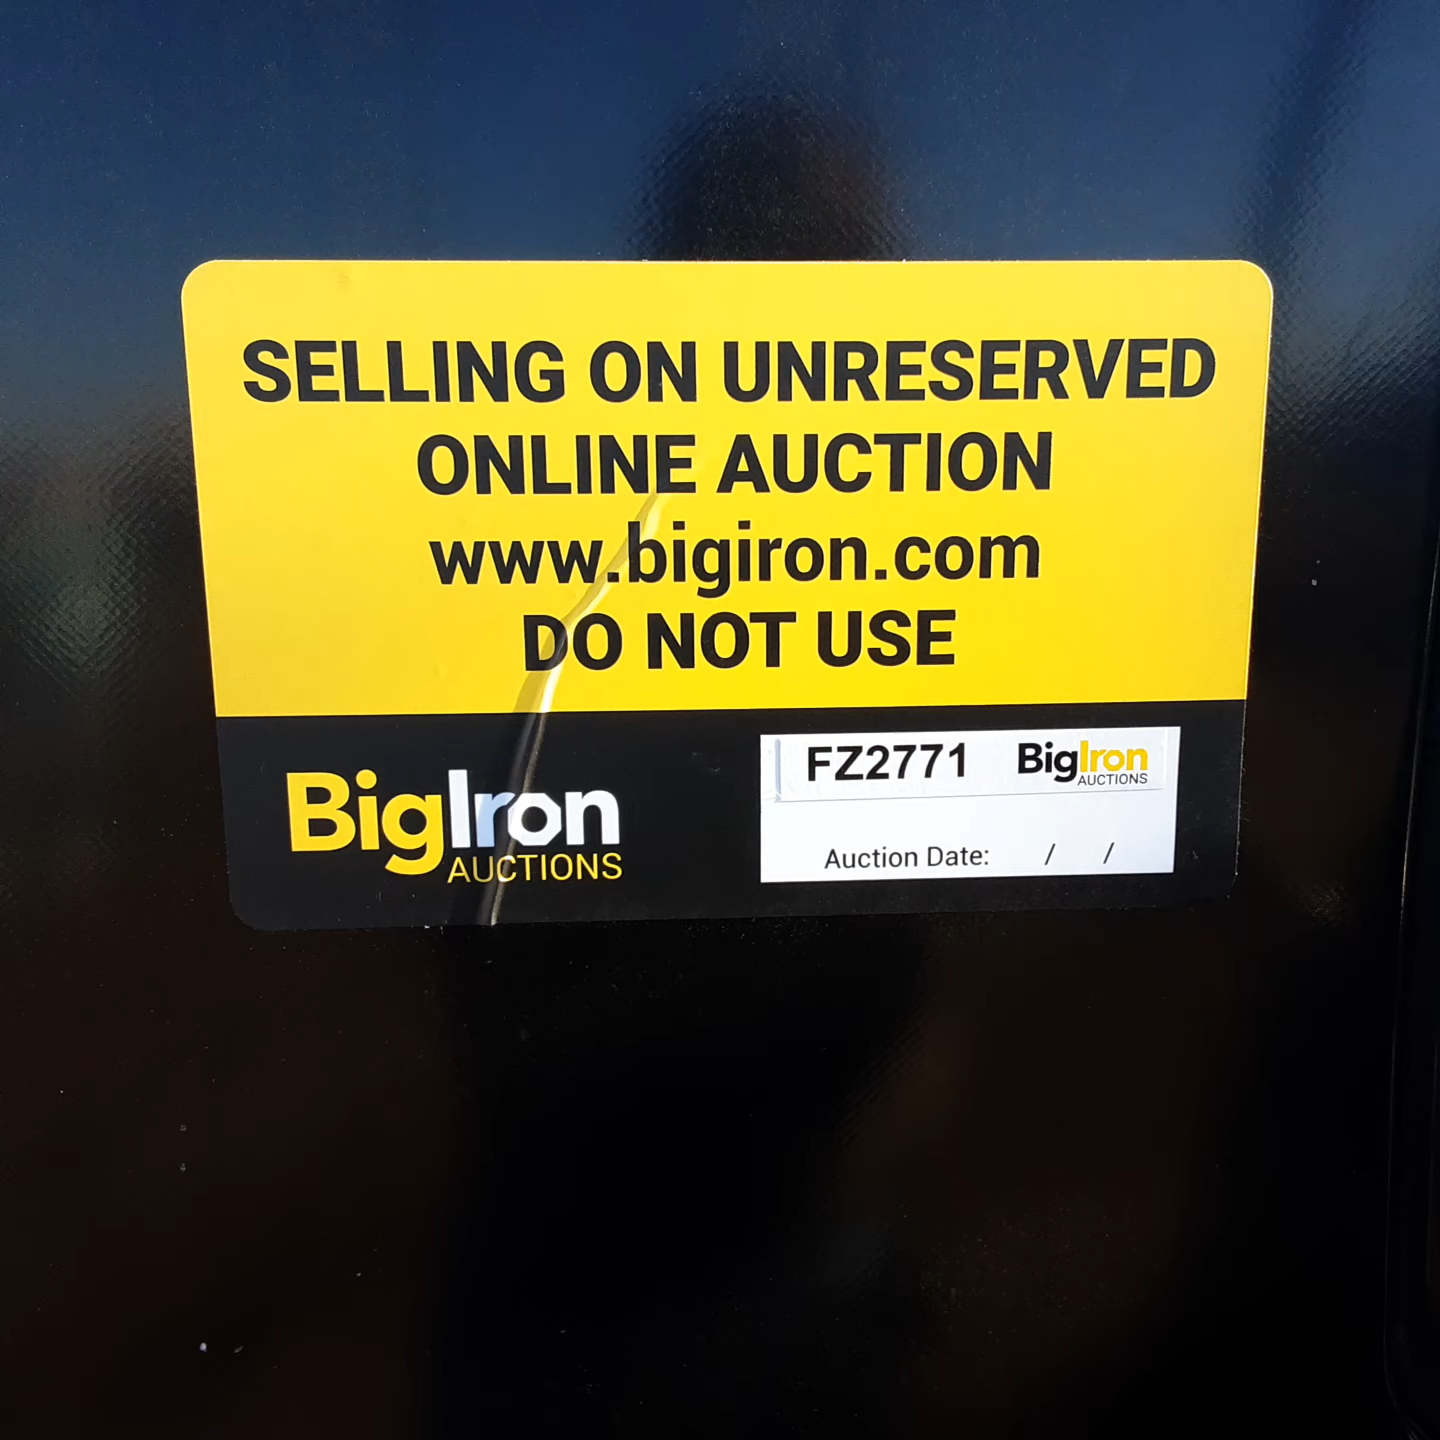 SELLING ON UNRESERVED
ONLINE AUCTION
www.bigiron.com
DO NOT USE
BigIron
AUCTIONS
FZ2771 BigIron
AUCTIONS
Auction Date: / /